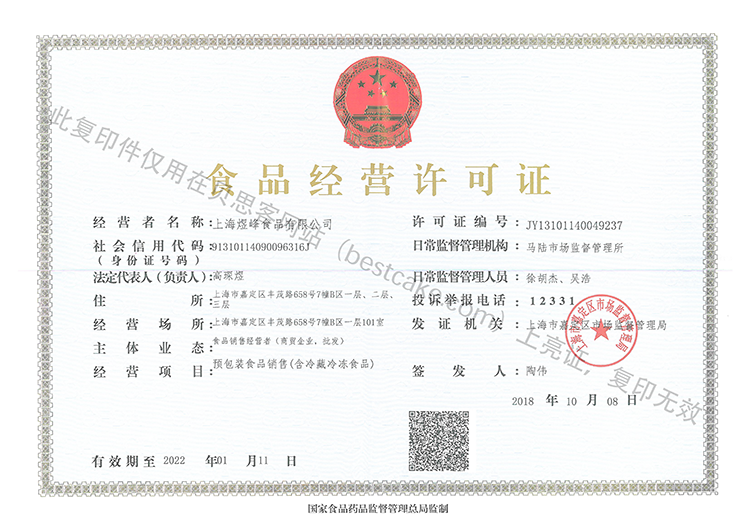 食品经营许可证
经营者名称：上海煜峰食品有限公司
社会信用代码：91310114090096316J
（身份证号码）
法定代表人（负责人）：高琛煜
住所：上海市嘉定区丰茂路658号7幢B区一层、二层、
三层
经营场所：上海市嘉定区丰茂路658号7幢B区一层101室
主体业态：食品销售经营者（商贸企业、批发）
经营项目：预包装食品销售(含冷藏冷冻食品)
有效期至 2022 年01 月11 日
许可证编号：JY13101140049237
日常监督管理机构：马陆市场监督管理所
日常监督管理人员：徐胡杰、吴浩
投诉举报电话：12331
发证机关：上海市嘉定区市场监督管理局
签发人：陶伟
2018 年 10 月 08 日
上海市嘉定区市场监督管理局
此复印件仅用在贝思客网站（bestcake.com）上亮证，复印无效
国家食品药品监督管理总局监制